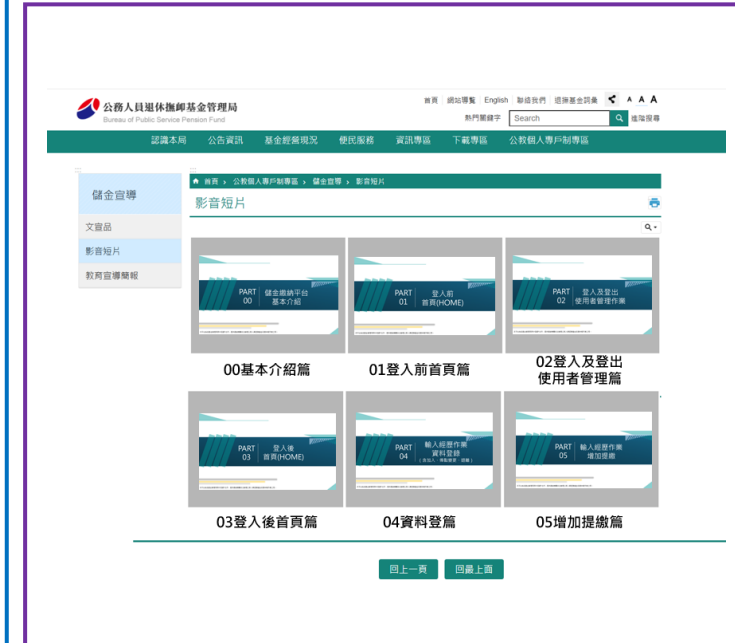 公務人員退休撫卹基金管理局
Bureau of Public Service Pension Fund
首頁 網站導覽 English 聯絡我們 退撫基金詞彙 A A A
熱門關鍵字 Search 進階搜尋
認識本局 公告資訊 基金經營現況 便民服務 資訊專區 下載專區 公教個人專戶制專區
儲金宣導
文宣品
影音短片
教育宣導簡報
首頁 › 公教個人專戶制專區 › 儲金宣導 › 影音短片
影音短片
PART 00 儲金繳納平台 基本介紹
PART 01 登入前 首頁(HOME)
PART 02 登入及登出 使用者管理作業
00基本介紹篇
01登入前首頁篇
02登入及登出
使用者管理篇
PART 03 登入後 首頁(HOME)
PART 04 輸入經歷作業 資料登錄
PART 05 輸入經歷作業 增加提繳
03登入後首頁篇
04資料登篇
05增加提繳篇
回上一頁 回最上面